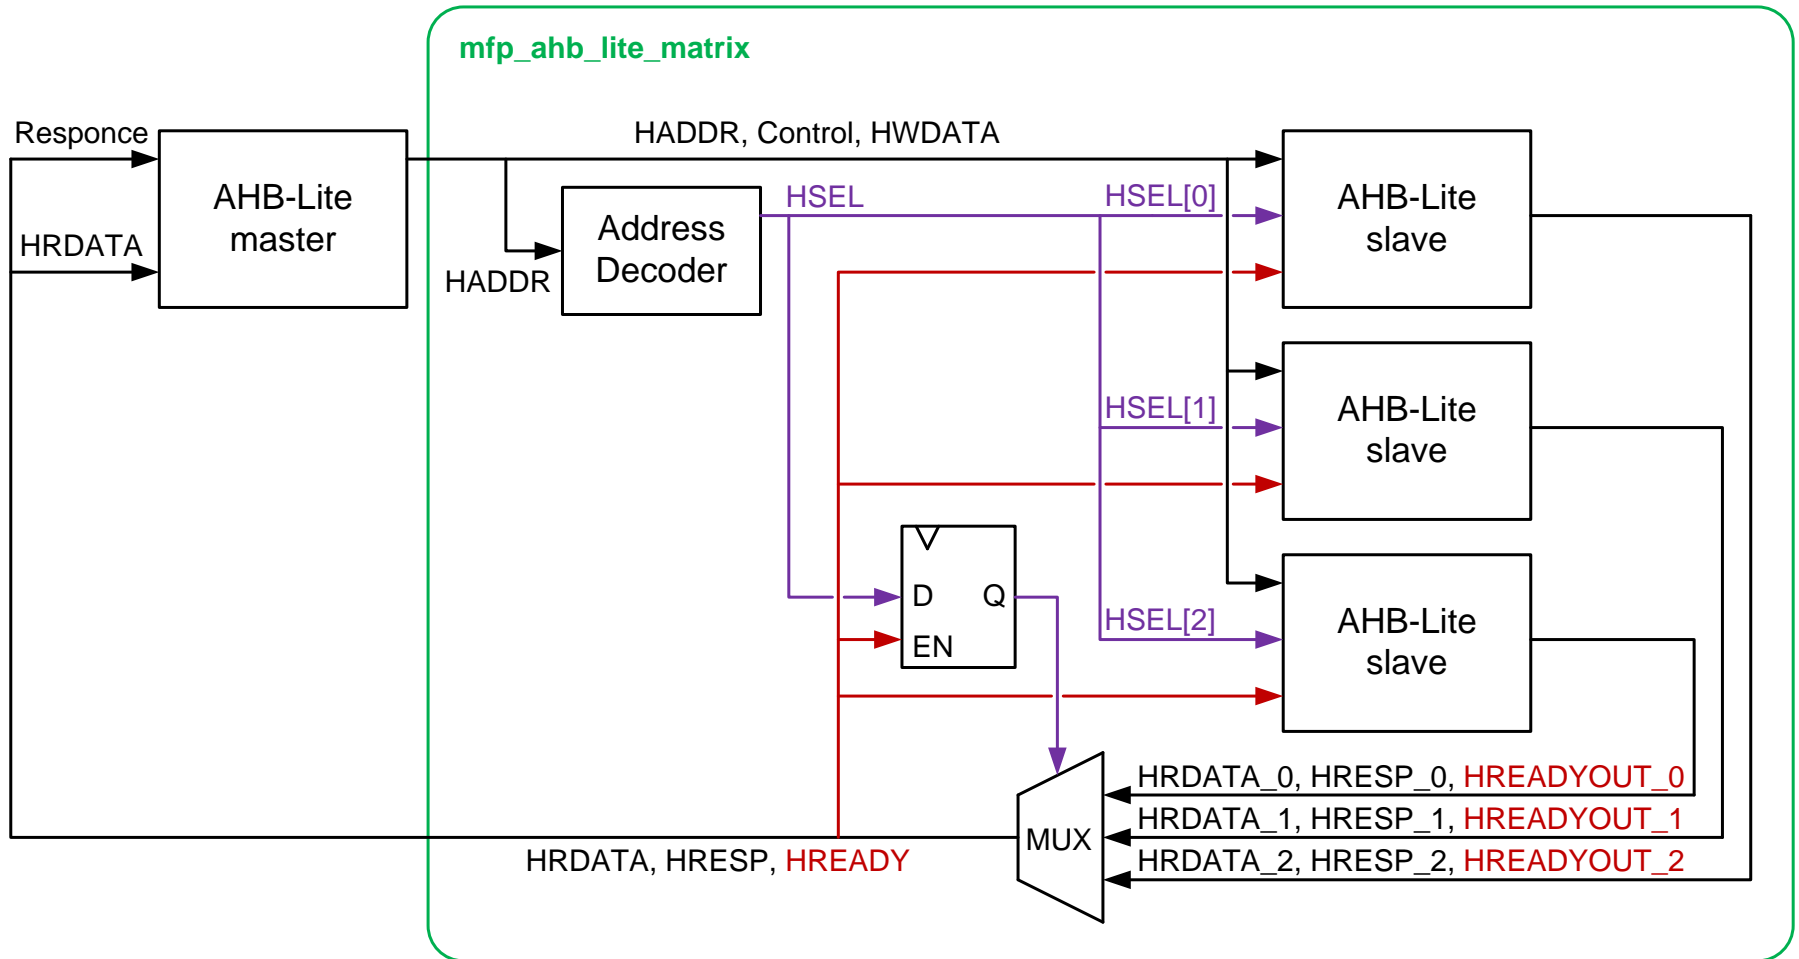 mfp_ahb_lite_matrix
Responce
HADDR, Control, HWDATA
AHB-Lite
master
HRDATA
HADDR
Address
Decoder
HSEL
HSEL[0]
AHB-Lite
slave
HSEL[1]
AHB-Lite
slave
D
Q
EN
HSEL[2]
AHB-Lite
slave
MUX
HRDATA_0, HRESP_0, HREADYOUT_0
HRDATA_1, HRESP_1, HREADYOUT_1
HRDATA_2, HRESP_2, HREADYOUT_2
HRDATA, HRESP, HREADY